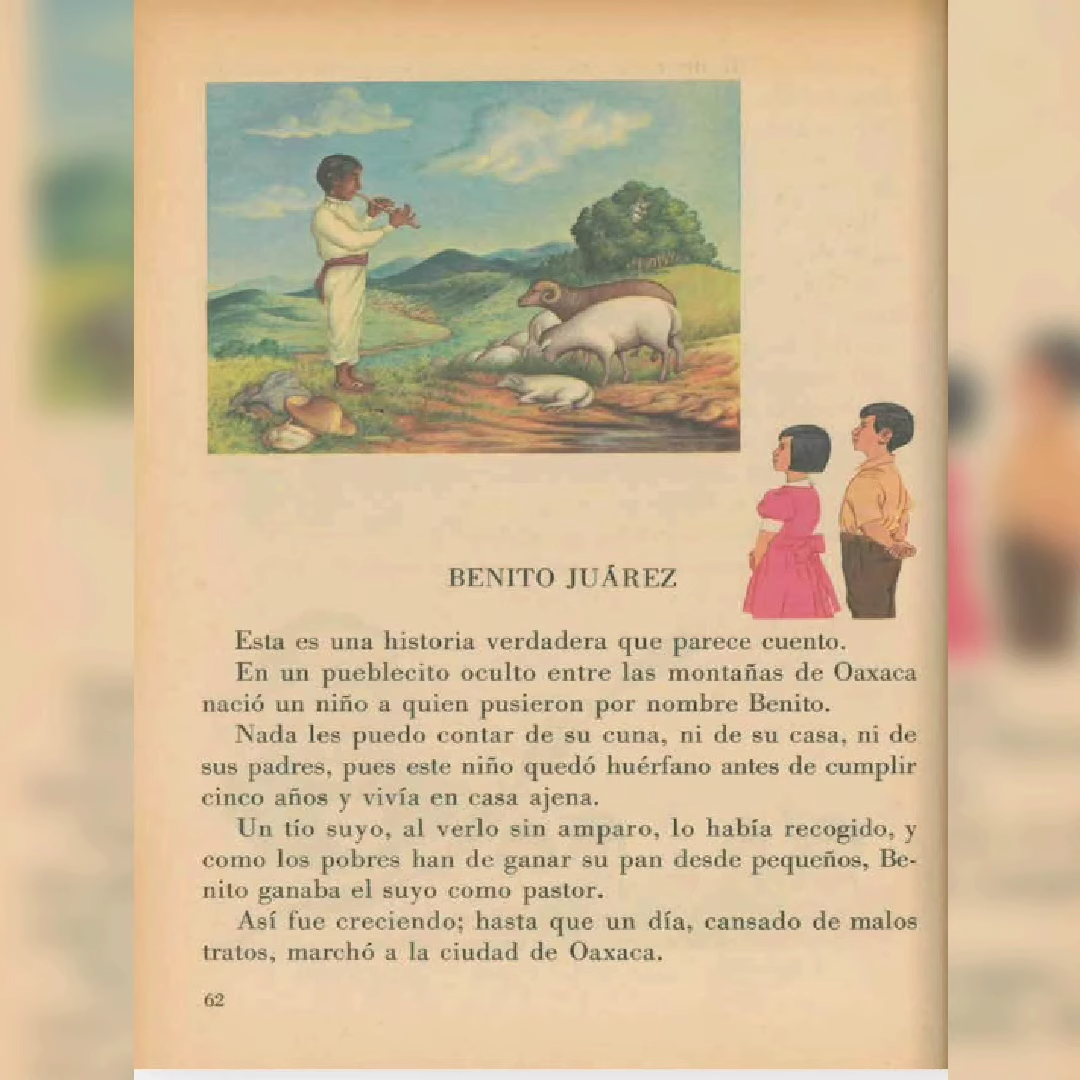 BENITO JUÁREZ
Esta es una historia verdadera que parece cuento.
En un pueblecito oculto entre las montañas de Oaxaca
nació un niño a quien pusieron por nombre Benito.
Nada les puedo contar de su cuna, ni de su casa, ni de
sus padres, pues este niño quedó huérfano antes de cumplir
cinco años y vivía en casa ajena.
Un tío suyo, al verlo sin amparo, lo había recogido, y
como los pobres han de ganar su pan desde pequeños, Be-
nito ganaba el suyo como pastor.
Así fue creciendo; hasta que un día, cansado de malos
tratos, marchó a la ciudad de Oaxaca.
62